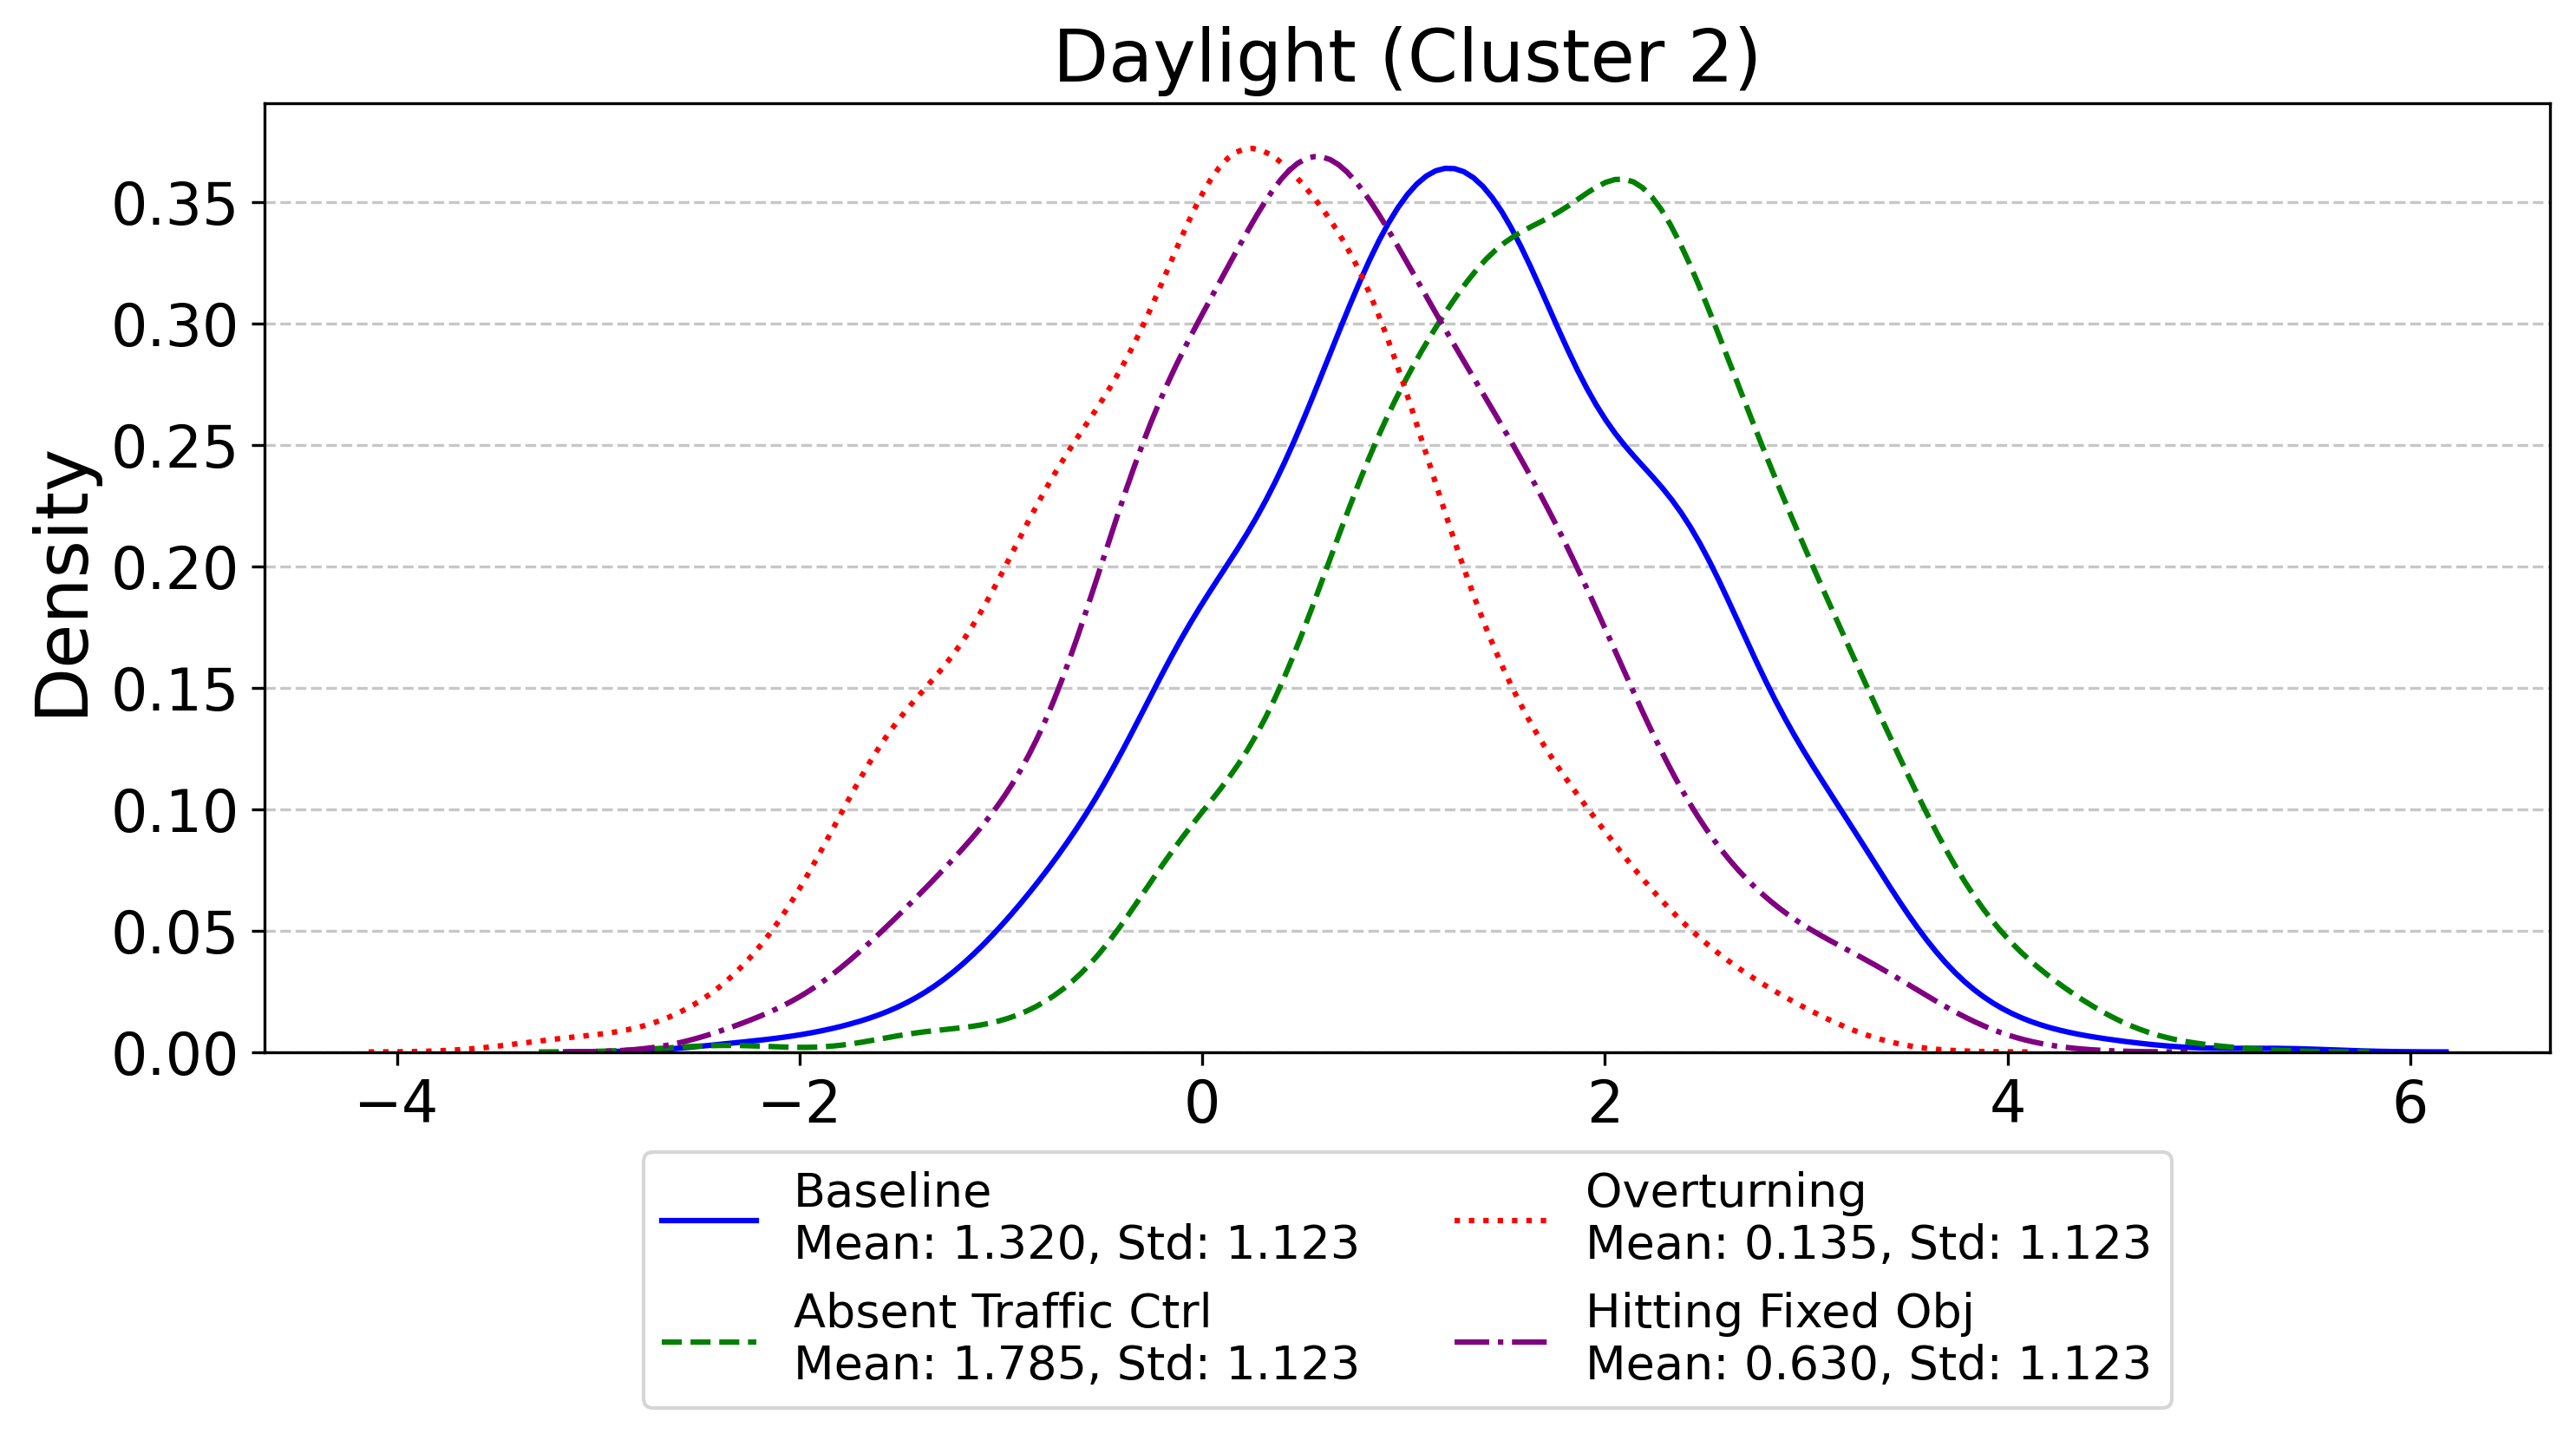 Daylight (Cluster 2)
Density
0.35
0.30
0.25
0.20
0.15
0.10
0.05
0.00
−4 −2 0 2 4 6
Baseline
Mean: 1.320, Std: 1.123
Absent Traffic Ctrl
Mean: 1.785, Std: 1.123
Overturning
Mean: 0.135, Std: 1.123
Hitting Fixed Obj
Mean: 0.630, Std: 1.123